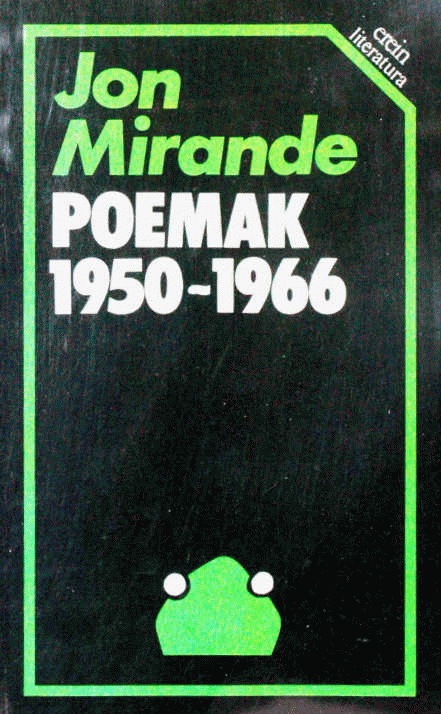 erein
literatura
Jon
Mirande
POEMAK
1950~1966